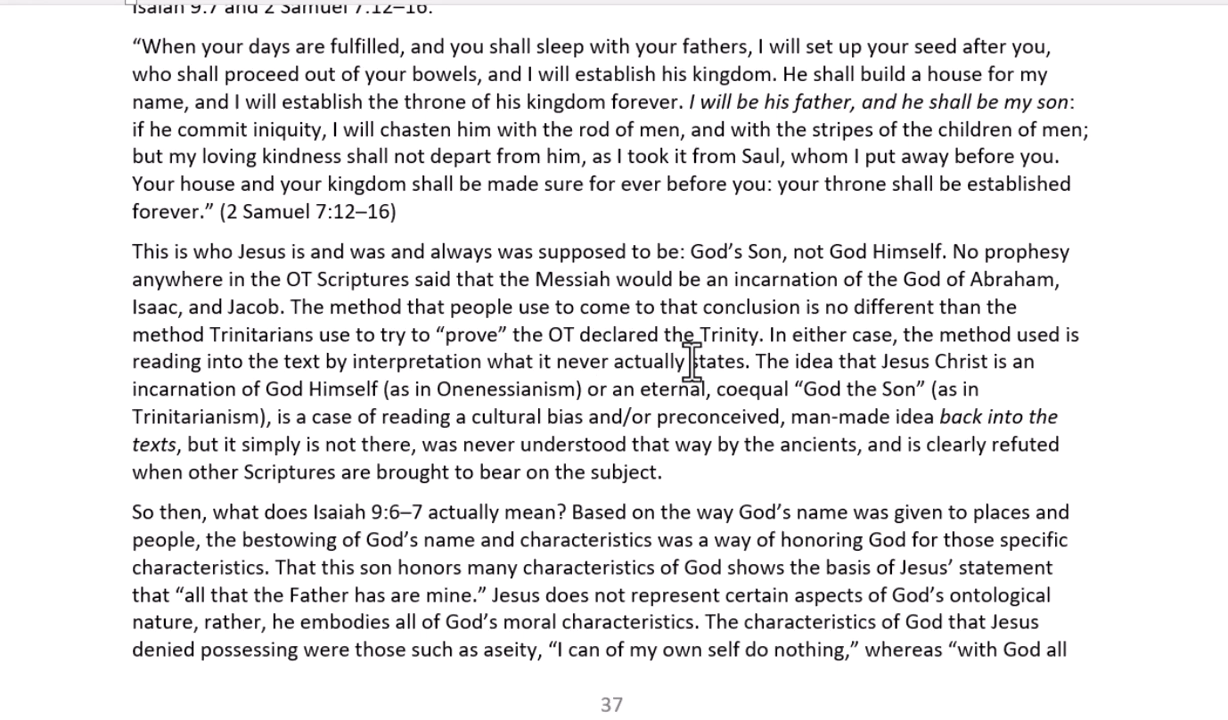 Isaiah 9:7 and 2 Samuel 7:12–16.
“When your days are fulfilled, and you shall sleep with your fathers, I will set up your seed after you,
who shall proceed out of your bowels, and I will establish his kingdom. He shall build a house for my
name, and I will establish the throne of his kingdom forever. I will be his father, and he shall be my son:
if he commit iniquity, I will chasten him with the rod of men, and with the stripes of the children of men;
but my loving kindness shall not depart from him, as I took it from Saul, whom I put away before you.
Your house and your kingdom shall be made sure for ever before you: your throne shall be established
forever.” (2 Samuel 7:12–16)
This is who Jesus is and was and always was supposed to be: God’s Son, not God Himself. No prophesy
anywhere in the OT Scriptures said that the Messiah would be an incarnation of the God of Abraham,
Isaac, and Jacob. The method that people use to come to that conclusion is no different than the
method Trinitarians use to try to “prove” the OT declared the Trinity. In either case, the method used is
reading into the text by interpretation what it never actually states. The idea that Jesus Christ is an
incarnation of God Himself (as in Onenessianism) or an eternal, coequal “God the Son” (as in
Trinitarianism), is a case of reading a cultural bias and/or preconceived, man-made idea back into the
texts, but it simply is not there, was never understood that way by the ancients, and is clearly refuted
when other Scriptures are brought to bear on the subject.
So then, what does Isaiah 9:6–7 actually mean? Based on the way God’s name was given to places and
people, the bestowing of God’s name and characteristics was a way of honoring God for those specific
characteristics. That this son honors many characteristics of God shows the basis of Jesus’ statement
that “all that the Father has are mine.” Jesus does not represent certain aspects of God’s ontological
nature, rather, he embodies all of God’s moral characteristics. The characteristics of God that Jesus
denied possessing were those such as aseity, “I can of my own self do nothing,” whereas “with God all
37